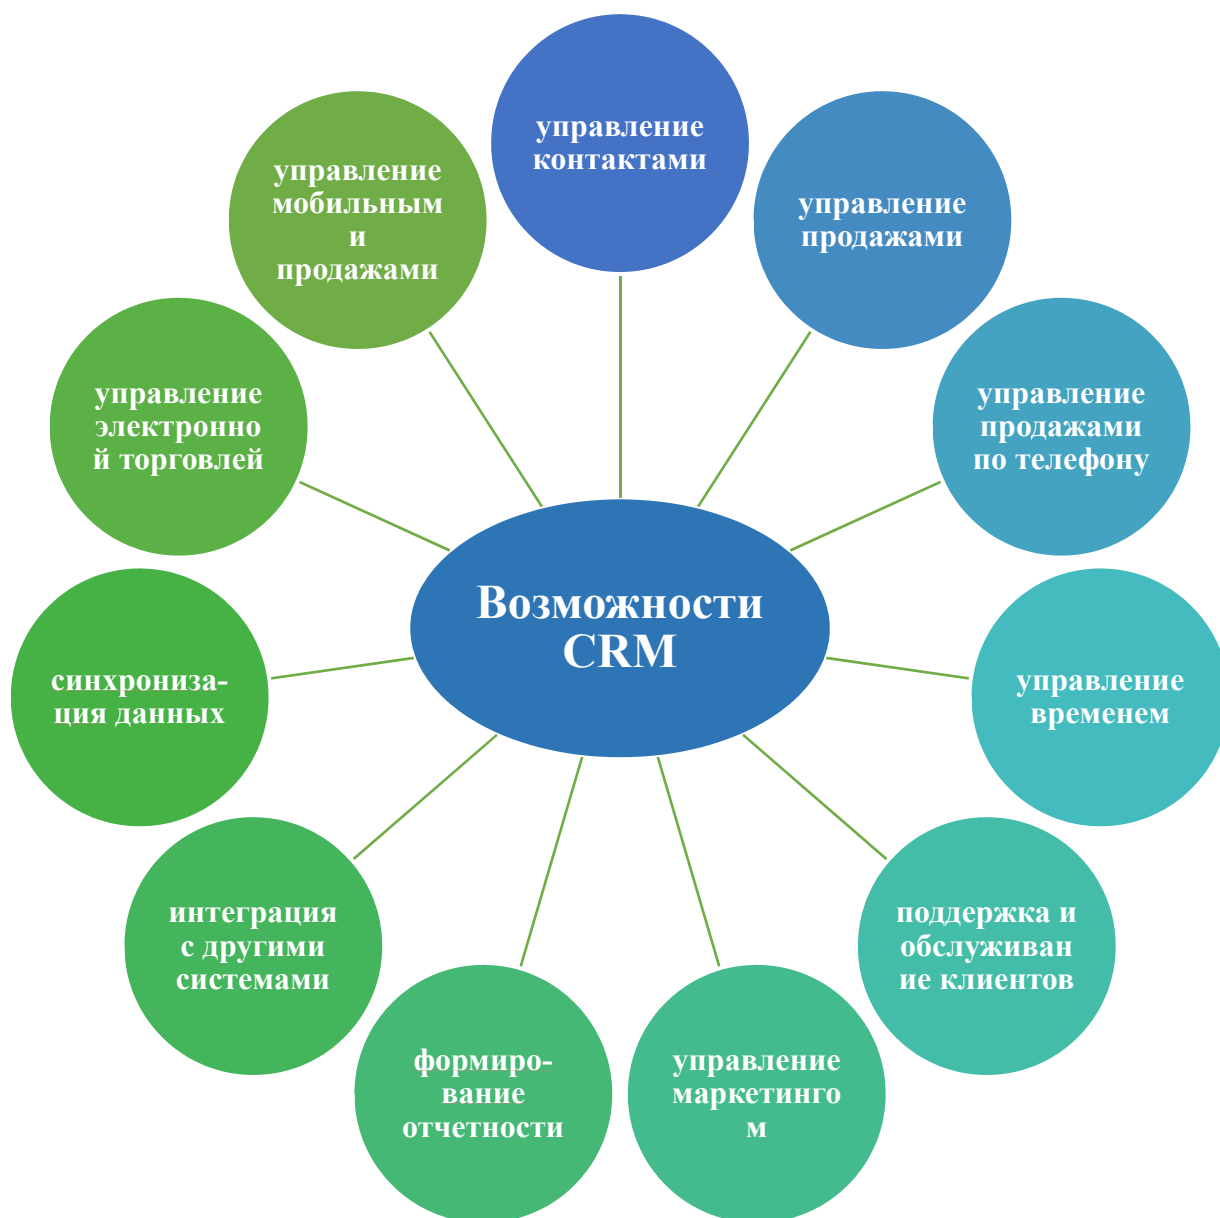 управление
контактами
управление
продажами
управление
продажами
по телефону
управление
временем
поддержка и
обслуживан
ие клиентов
управление
маркетинго
м
формиро-
вание
отчетности
интеграция
с другими
системами
синхрониза-
ция данных
управление
электронно
й торговлей
управление
мобильным
и
продажами
Возможности
CRM